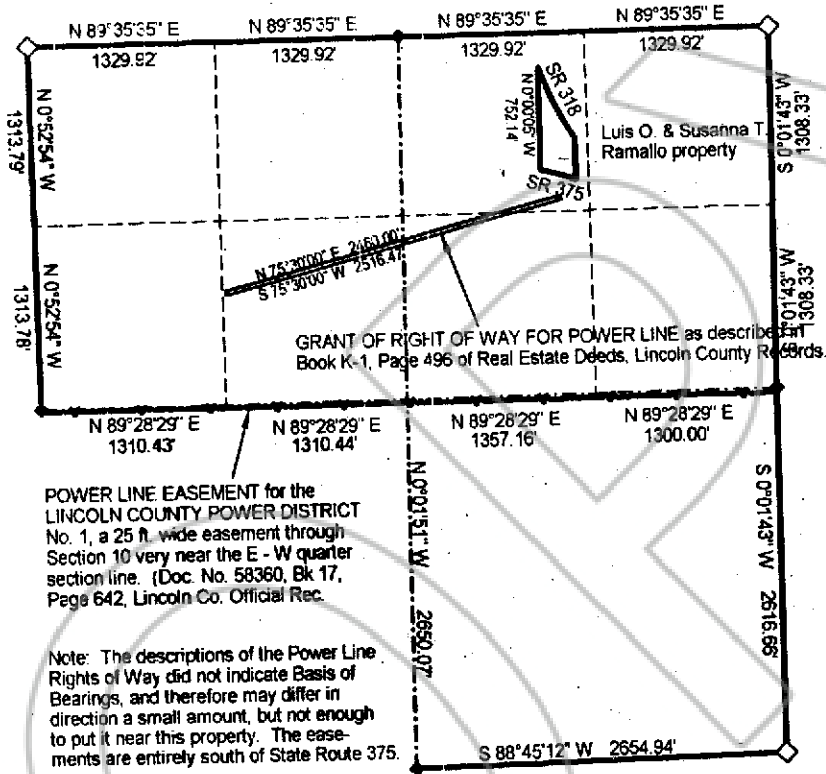 N 89°35'35" E
N 89°35'35" E
N 89°35'35" E
N 89°35'35" E
1329.92'
1329.92'
1329.92'
1329.92'
N 0°52'54" W
1313.79'
SR 318
N 0°00'05" W
752.14'
Luis O. & Susanna T.
Ramallo property
S 0°01'43" W
1308.33'
SR 375
N 75°30'00" E 2460.00'
S 75°30'00" W 2516.47'
N 0°52'54" W
1313.78'
S 0°01'43" W
1308.33'
GRANT OF RIGHT OF WAY FOR POWER LINE as described in
Book K-1, Page 496 of Real Estate Deeds, Lincoln County Records.
N 89°28'29" E
N 89°28'29" E
N 89°28'29" E
N 89°28'29" E
1310.43'
1310.44'
1357.16'
1300.00'
POWER LINE EASEMENT for the
LINCOLN COUNTY POWER DISTRICT
No. 1, a 25 ft. wide easement through
Section 10 very near the E - W quarter
section line. (Doc. No. 58360, Bk 17,
Page 642, Lincoln Co. Official Rec.
N 0°01'51" W 2650.07'
S 0°01'43" W 2616.66'
Note: The descriptions of the Power Line
Rights of Way did not indicate Basis of
Bearings, and therefore may differ in
direction a small amount, but not enough
to put it near this property. The ease-
ments are entirely south of State Route 375.
S 88°45'12" W 2654.94'